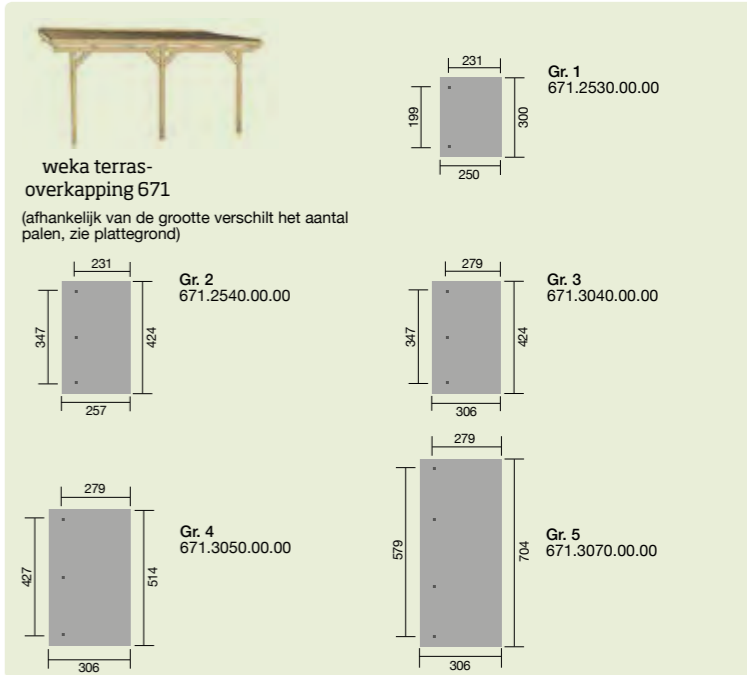 weka terras-
overkapping 671
(afhankelijk van de grootte verschilt het aantal
palen, zie plattegrond)
231
199
300
250
Gr. 1
671.2530.00.00
231
347
424
257
Gr. 2
671.2540.00.00
279
347
424
306
Gr. 3
671.3040.00.00
279
427
514
306
Gr. 4
671.3050.00.00
279
579
704
306
Gr. 5
671.3070.00.00